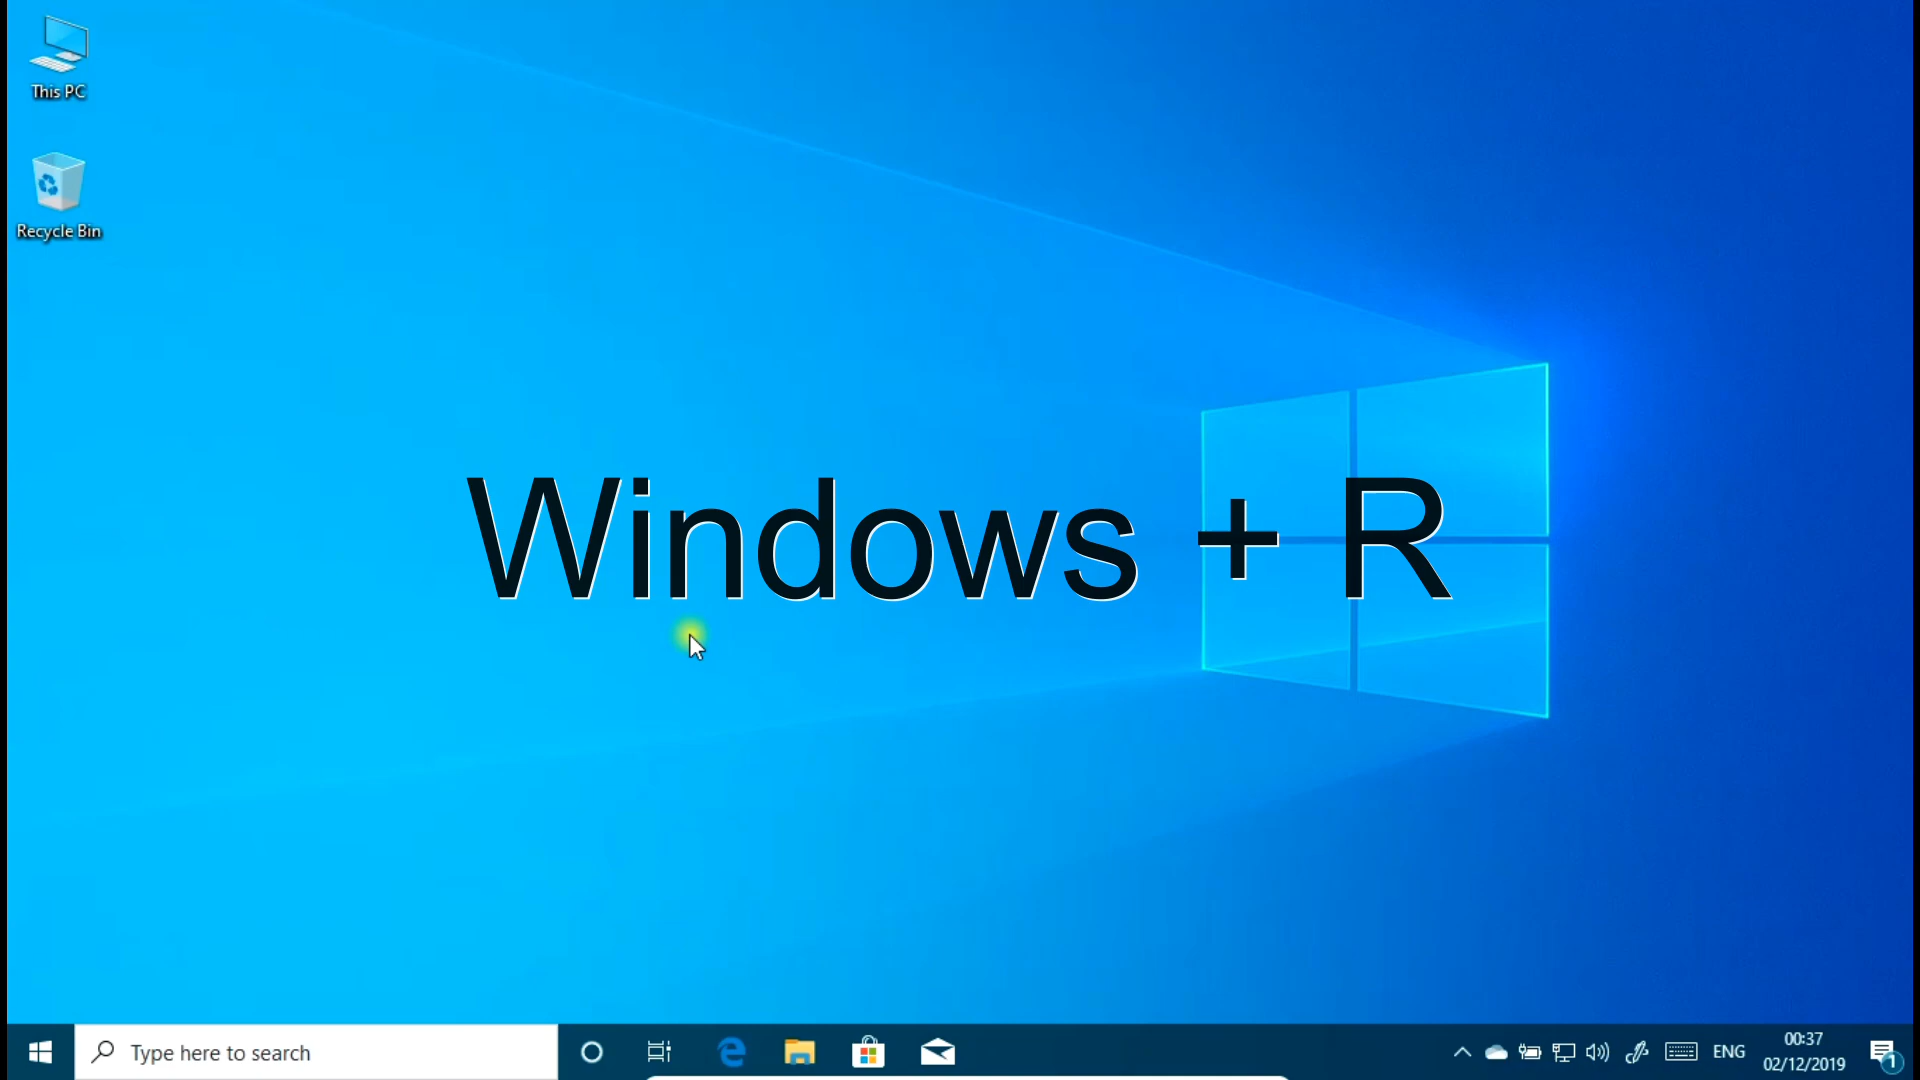 This PC
Recycle Bin
Windows + R
Type here to search
ENG
00:37
02/12/2019
1